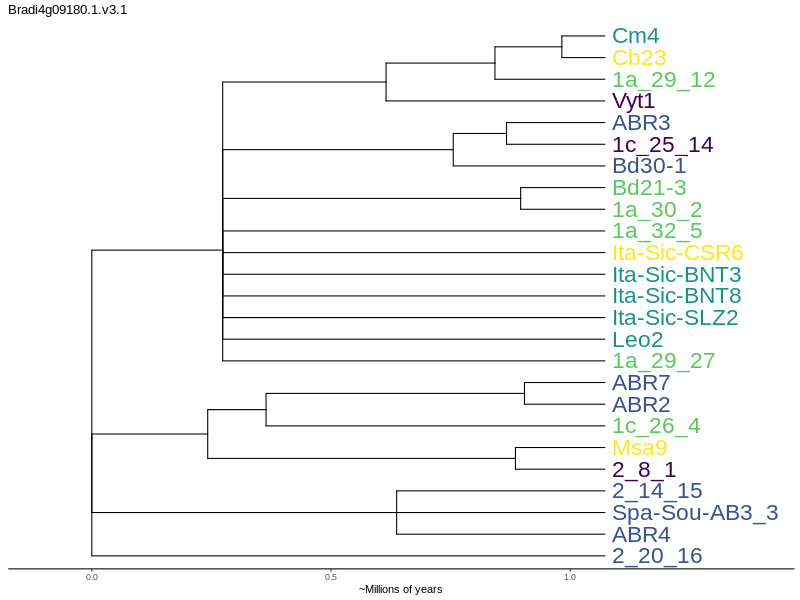 Bradi4g09180.1.v3.1
Cm4
Cb23
1a_29_12
Vyt1
ABR3
1c_25_14
Bd30-1
Bd21-3
1a_30_2
1a_32_5
Ita-Sic-CSR6
Ita-Sic-BNT3
Ita-Sic-BNT8
Ita-Sic-SLZ2
Leo2
1a_29_27
ABR7
ABR2
1c_26_4
Msa9
2_8_1
2_14_15
Spa-Sou-AB3_3
ABR4
2_20_16
0.0 0.5 1.0
~Millions of years